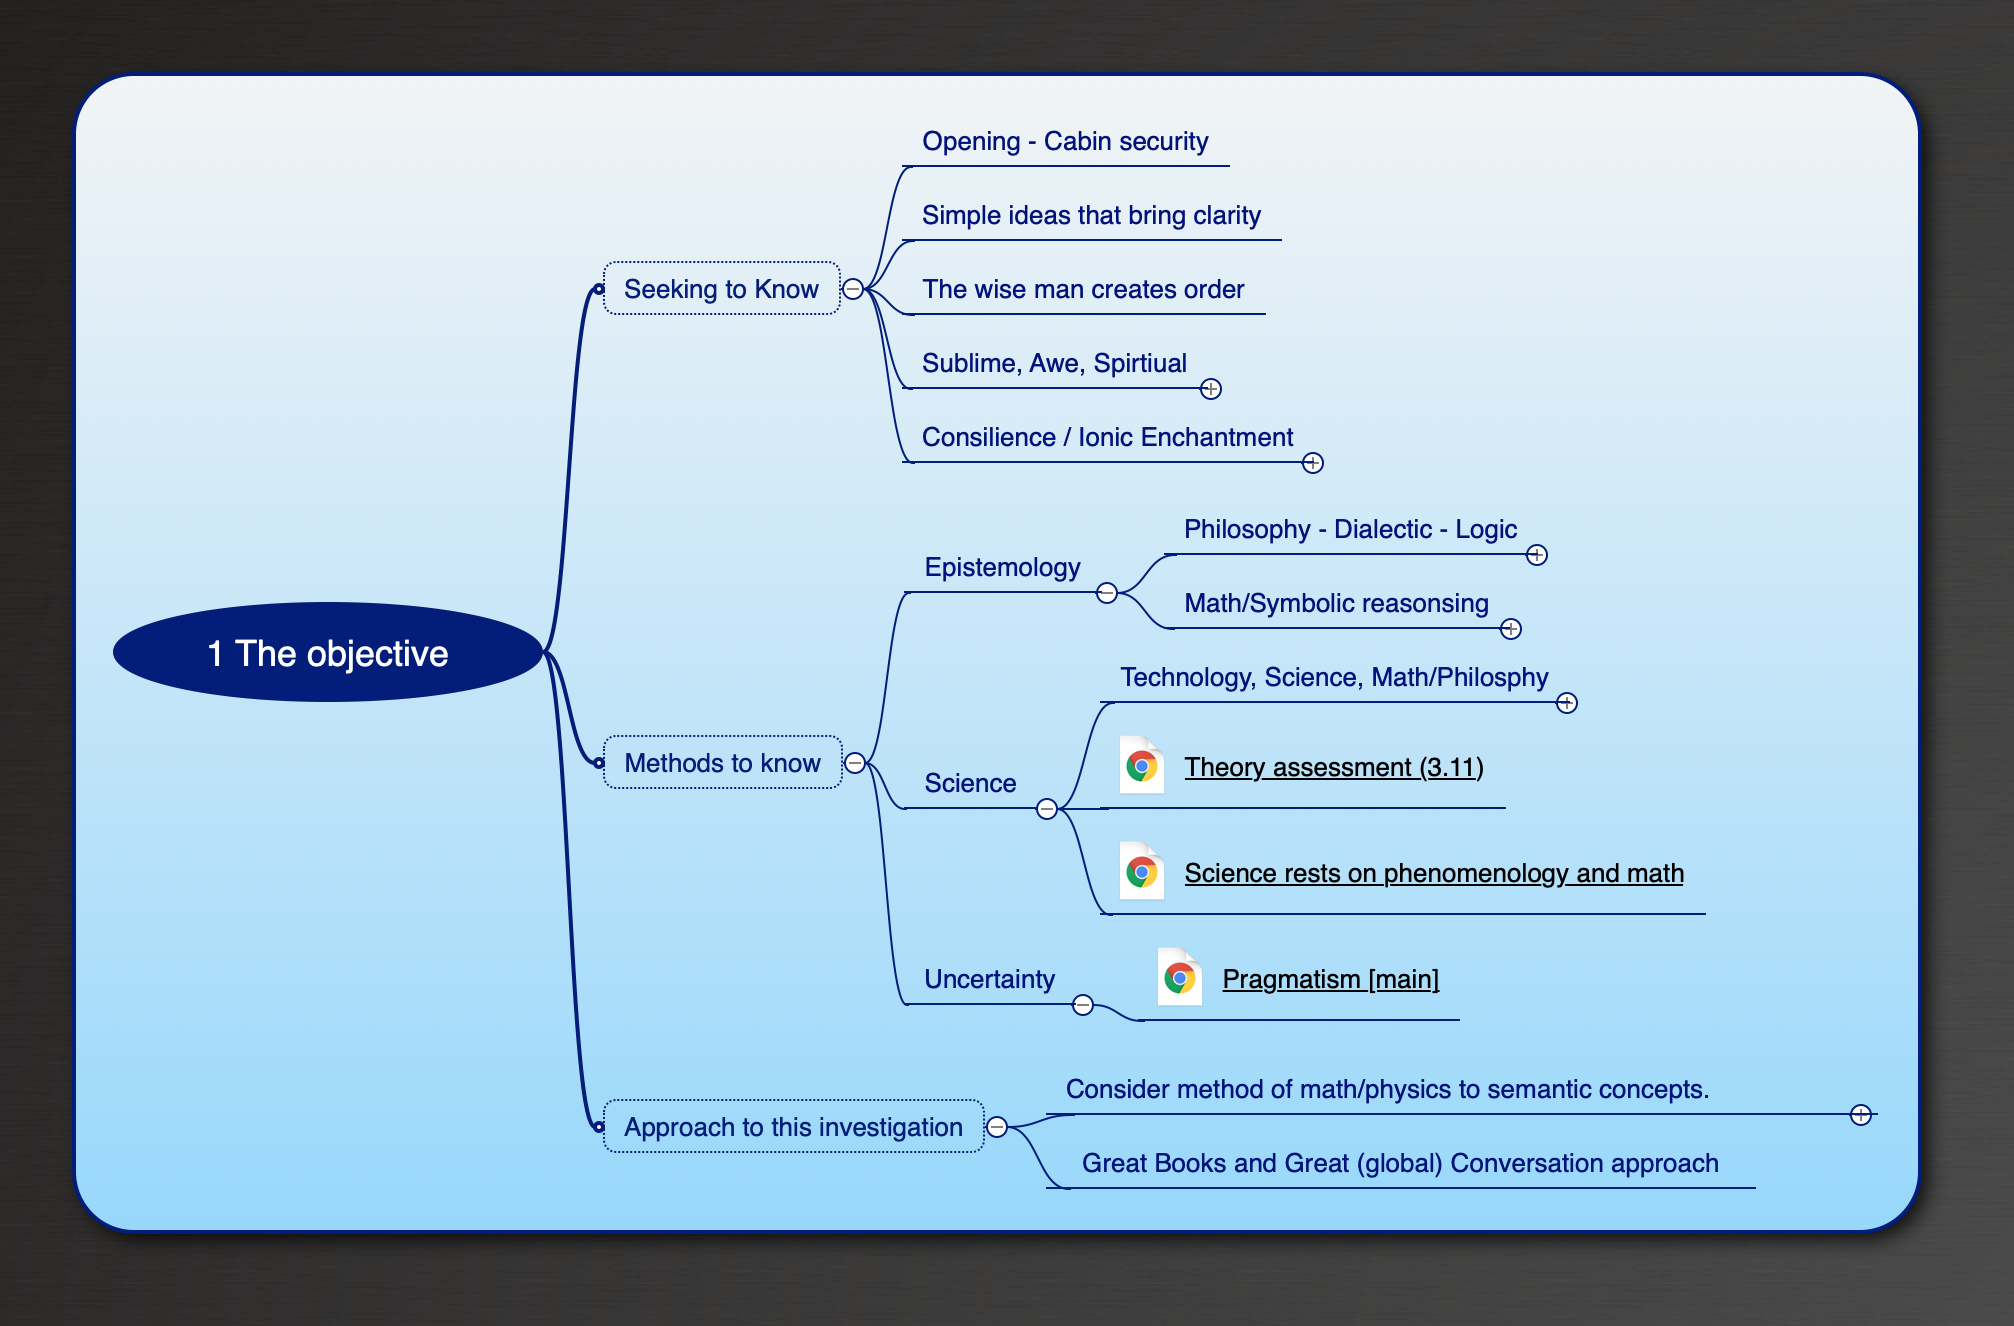 Opening - Cabin security
Simple ideas that bring clarity
Seeking to Know
The wise man creates order
Sublime, Awe, Spirtiual
Consilience / Ionic Enchantment
Philosophy - Dialectic - Logic
Epistemology
Math/Symbolic reasonsing
1 The objective
Technology, Science, Math/Philosphy
Methods to know
Theory assessment (3.11)
Science
Science rests on phenomenology and math
Uncertainty
Pragmatism [main]
Consider method of math/physics to semantic concepts.
Approach to this investigation
Great Books and Great (global) Conversation approach